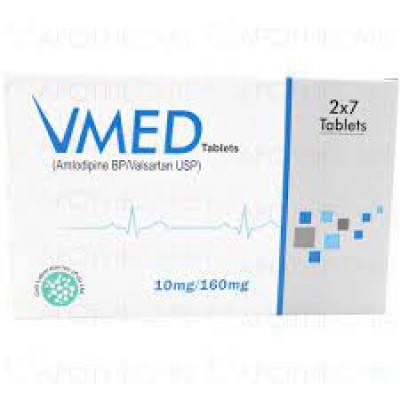 VMED
Tablets
(Amlodipine BP/Valsartan USP)
2x7
Tablets
10mg/160mg